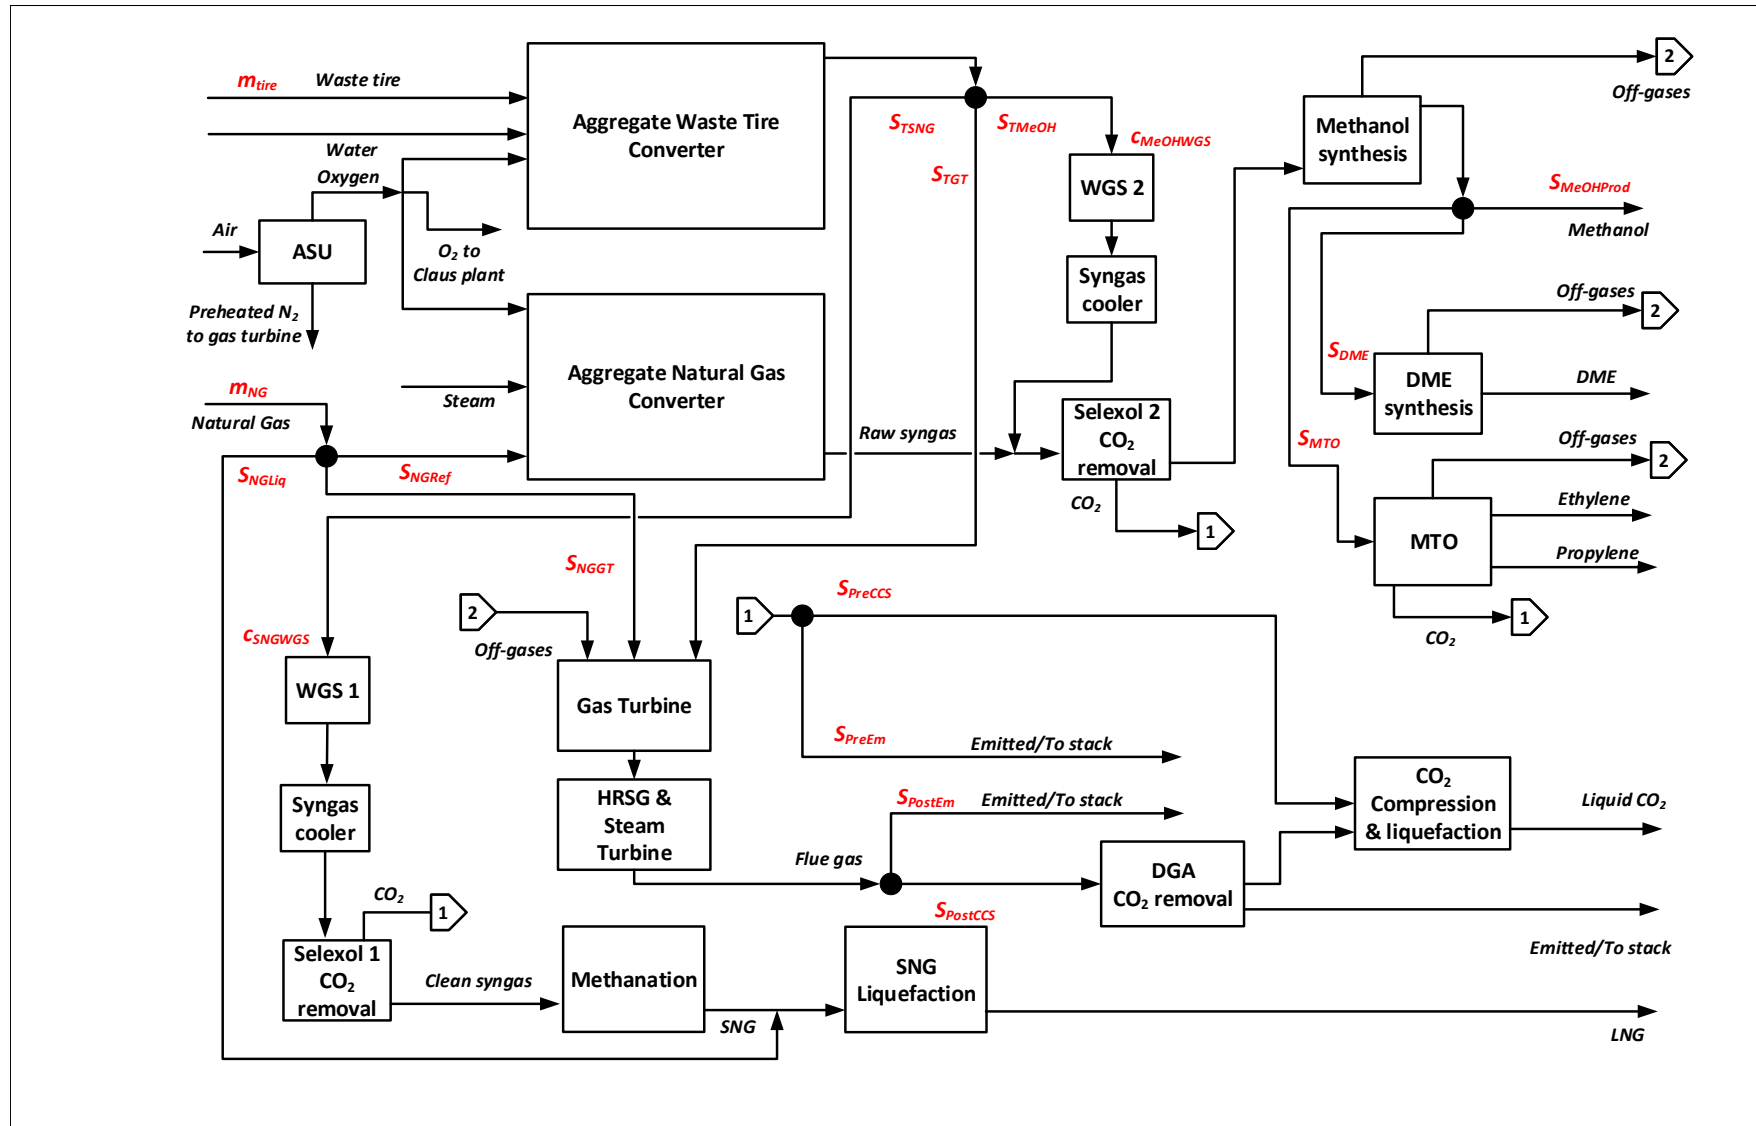 m_tire Waste tire
Aggregate Waste Tire
Converter
Water
Oxygen
Air
ASU
O₂ to
Claus plant
Preheated N₂
to gas turbine
S_TSNG
S_TMeOH
S_TGT
c_MeOHWGS
WGS 2
Syngas
cooler
Methanol
synthesis
2
Off-gases
S_MeOHProd
Methanol
Off-gases
2
S_DME
DME
synthesis
DME
S_MTO
Off-gases
2
Ethylene
MTO
Propylene
1
CO₂
m_NG
Natural Gas
Steam
Aggregate Natural Gas
Converter
Raw syngas
Selexol 2
CO₂
removal
CO₂
1
S_NGLiq
S_NGRef
S_NGGT
c_SNGWGS
WGS 1
Syngas
cooler
CO₂
1
Selexol 1
CO₂
removal
Clean syngas
Methanation
SNG
SNG
Liquefaction
LNG
2
Off-gases
Gas Turbine
HRSG &
Steam
Turbine
Flue gas
1
S_PreCCS
S_PreEm
Emitted/To stack
S_PostEm
Emitted/To stack
S_PostCCS
DGA
CO₂ removal
CO₂
Compression
& liquefaction
Liquid CO₂
Emitted/To stack